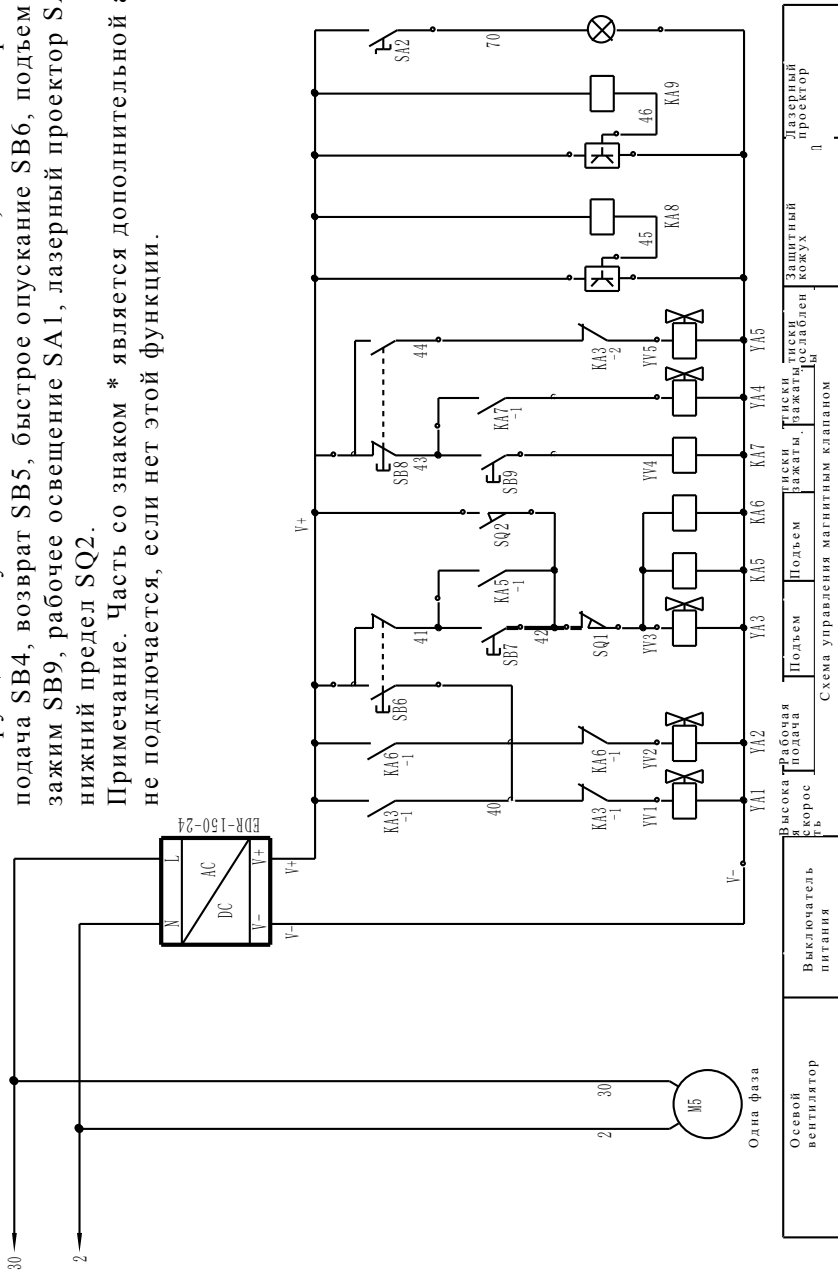 подача SB4, возврат SB5, быстрое опускание SB6, подъем
зажим SB9, рабочее освещение SA1, лазерный проектор
нижний предел SQ2.
Примечание. Часть со знаком * является дополнительной
не подключается, если нет этой функции.
30
2
L
N
AC
DC
V+
V-
EDR-150-24
V+
V-
V+
V-
30
2
M5
Одна фаза
KA3
-1
40
KA3
-1
YV1
YA1
KA6
-1
KA6
-1
YV2
YA2
SB6
41
SB7
42
SQ1
YV3
YA3
KA5
-1
KA5
SQ2
KA6
SB8
43
SB9
YV4
KA7
KA7
-1
YA4
44
KA3
-2
YV5
YA5
45
KA8
46
KA9
SA2
70
Осевой
вентилятор
Выключатель
питания
Высока
я
скорос
ть
Рабочая
подача
Подъем
Подъем
тиски
зажаты.
тиски
зажаты
тиски
ослаблен
ы
Схема управления магнитным клапаном
Защитный
кожух
Лазерный
проектор
п